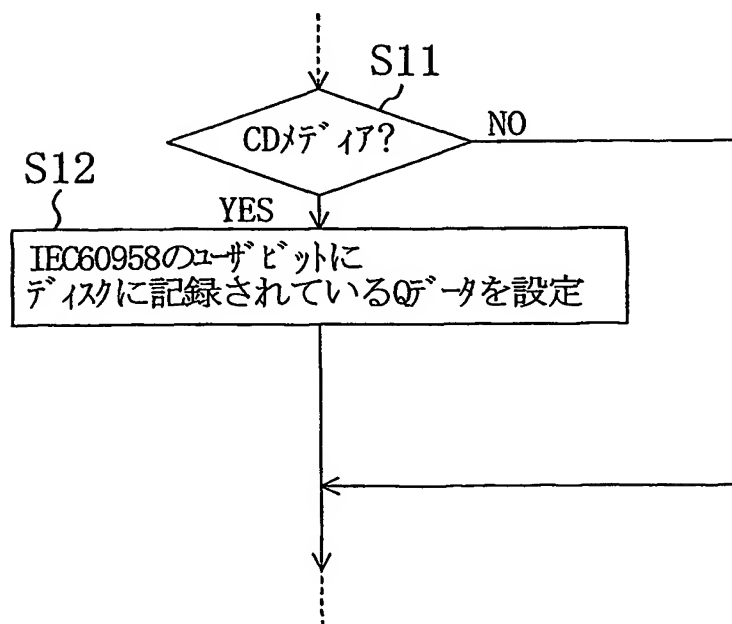 S11
CDメディア?
NO
S12
YES
IEC60958のユーザビットに
ディスクに記録されているQデータを設定